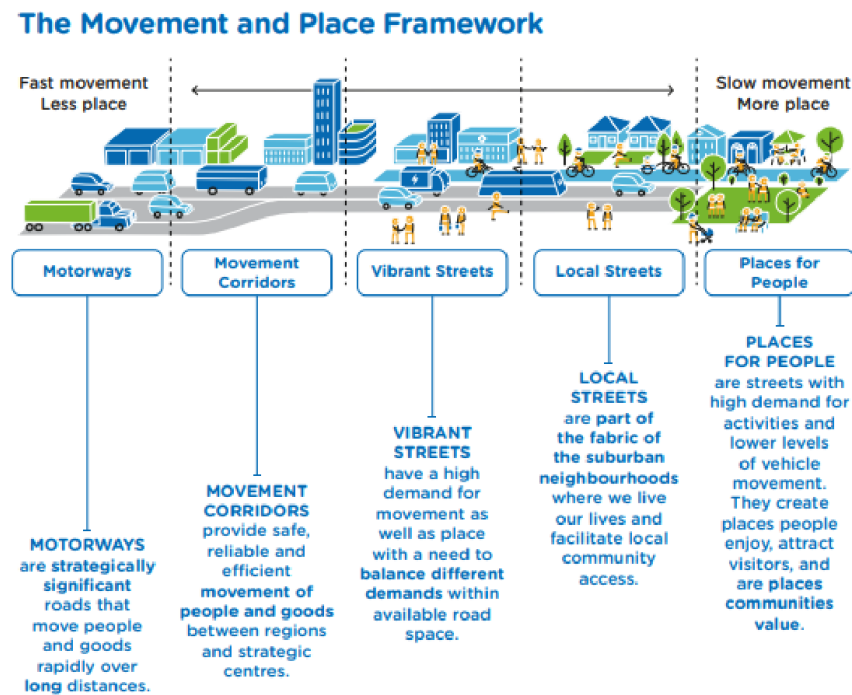 The Movement and Place Framework
Fast movement
Less place
Slow movement
More place
Motorways
Movement
Corridors
Vibrant Streets
Local Streets
Places for
People
MOTORWAYS
are strategically
significant
roads that
move people
and goods
rapidly over
long distances.
MOVEMENT
CORRIDORS
provide safe,
reliable and
efficient
movement of
people and goods
between regions
and strategic
centres.
VIBRANT
STREETS
have a high
demand for
movement as
well as place
with a need to
balance different
demands within
available road
space.
LOCAL
STREETS
are part of
the fabric of
the suburban
neighbourhoods
where we live
our lives and
facilitate local
community
access.
PLACES
FOR PEOPLE
are streets with
high demand for
activities and
lower levels
of vehicle
movement.
They create
places people
enjoy, attract
visitors, and
are places
communities
value.